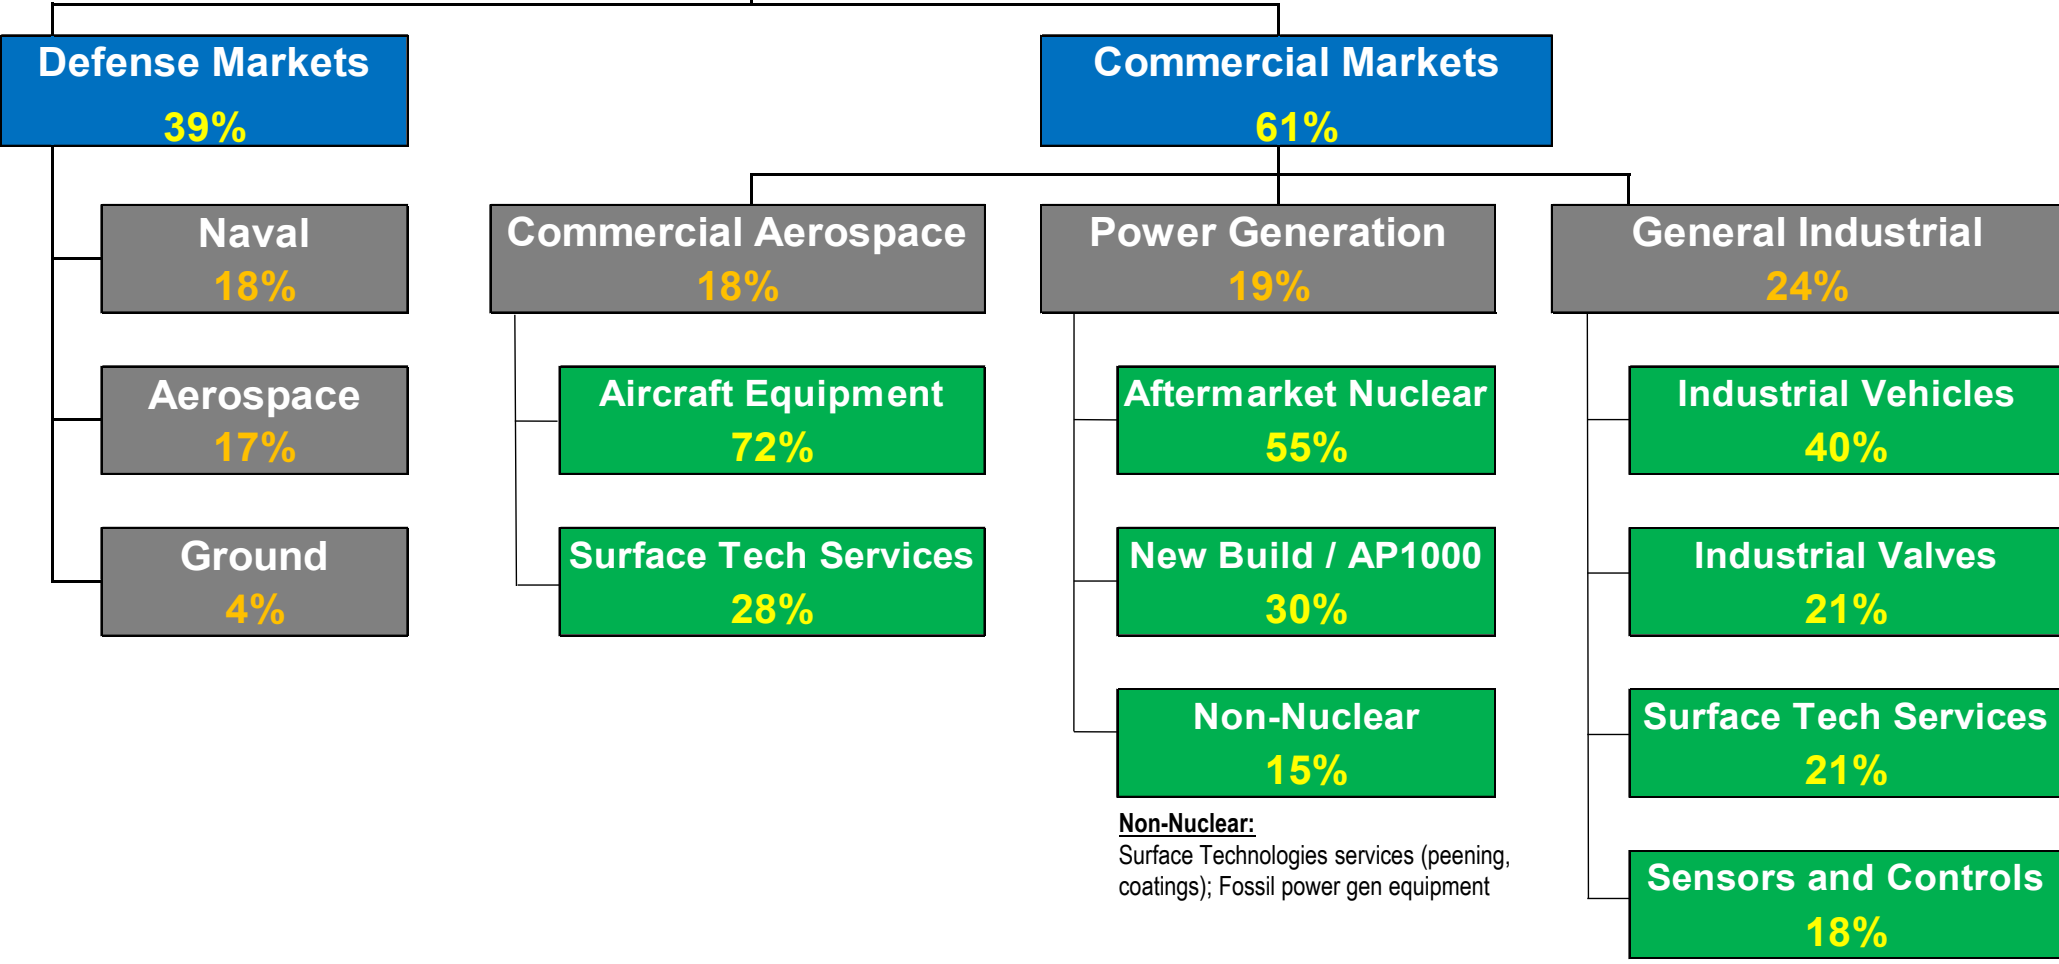 Defense Markets
39%
Commercial Markets
61%
Naval
18%
Aerospace
17%
Ground
4%
Commercial Aerospace
18%
Aircraft Equipment
72%
Surface Tech Services
28%
Power Generation
19%
Aftermarket Nuclear
55%
New Build / AP1000
30%
Non-Nuclear
15%
Non-Nuclear:
Surface Technologies services (peening,
coatings); Fossil power gen equipment
General Industrial
24%
Industrial Vehicles
40%
Industrial Valves
21%
Surface Tech Services
21%
Sensors and Controls
18%